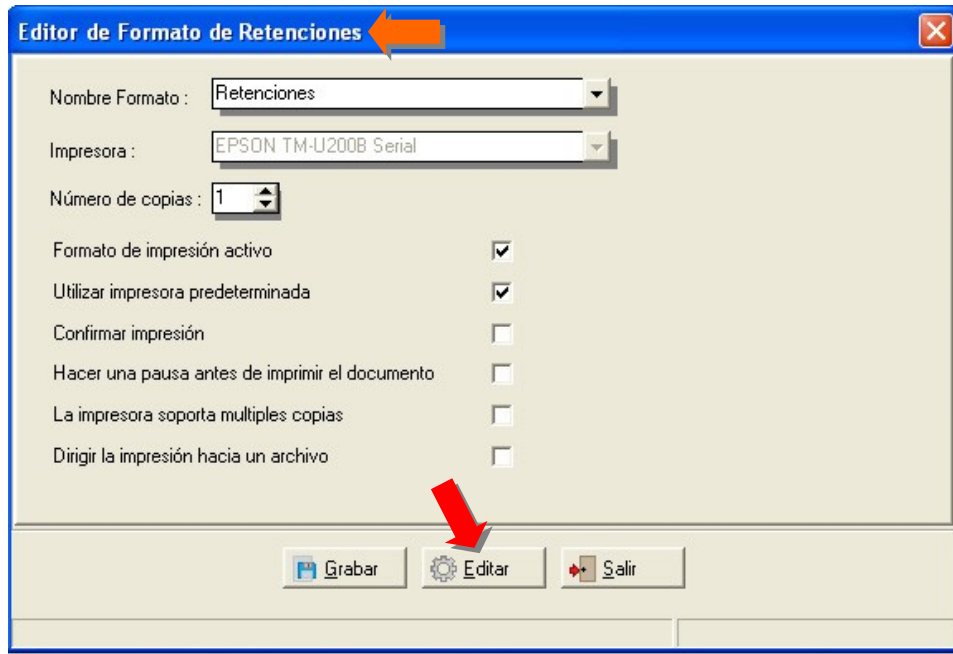 Editor de Formato de Retenciones
Nombre Formato : Retenciones
Impresora : EPSON TM-U200B Serial
Número de copias : 1
Formato de impresión activo
Utilizar impresora predeterminada
Confirmar impresión
Hacer una pausa antes de imprimir el documento
La impresora soporta multiples copias
Dirigir la impresión hacia un archivo
Grabar Editar Salir